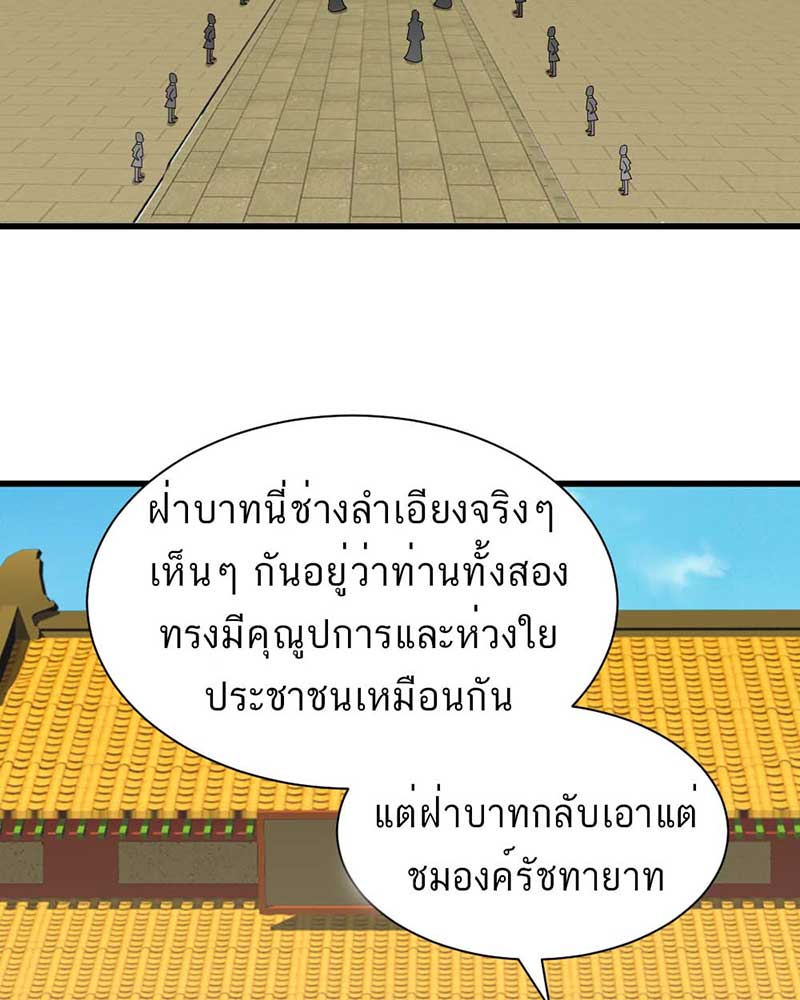 ฝ่าบาทนี่ช่างลำเอียงจริงๆ
เห็นๆ กันอยู่ว่าท่านทั้งสอง
ทรงมีคุณูปการและห่วงใย
ประชาชนเหมือนกัน
แต่ฝ่าบาทกลับเอาแต่
ชมองค์รัชทายาท